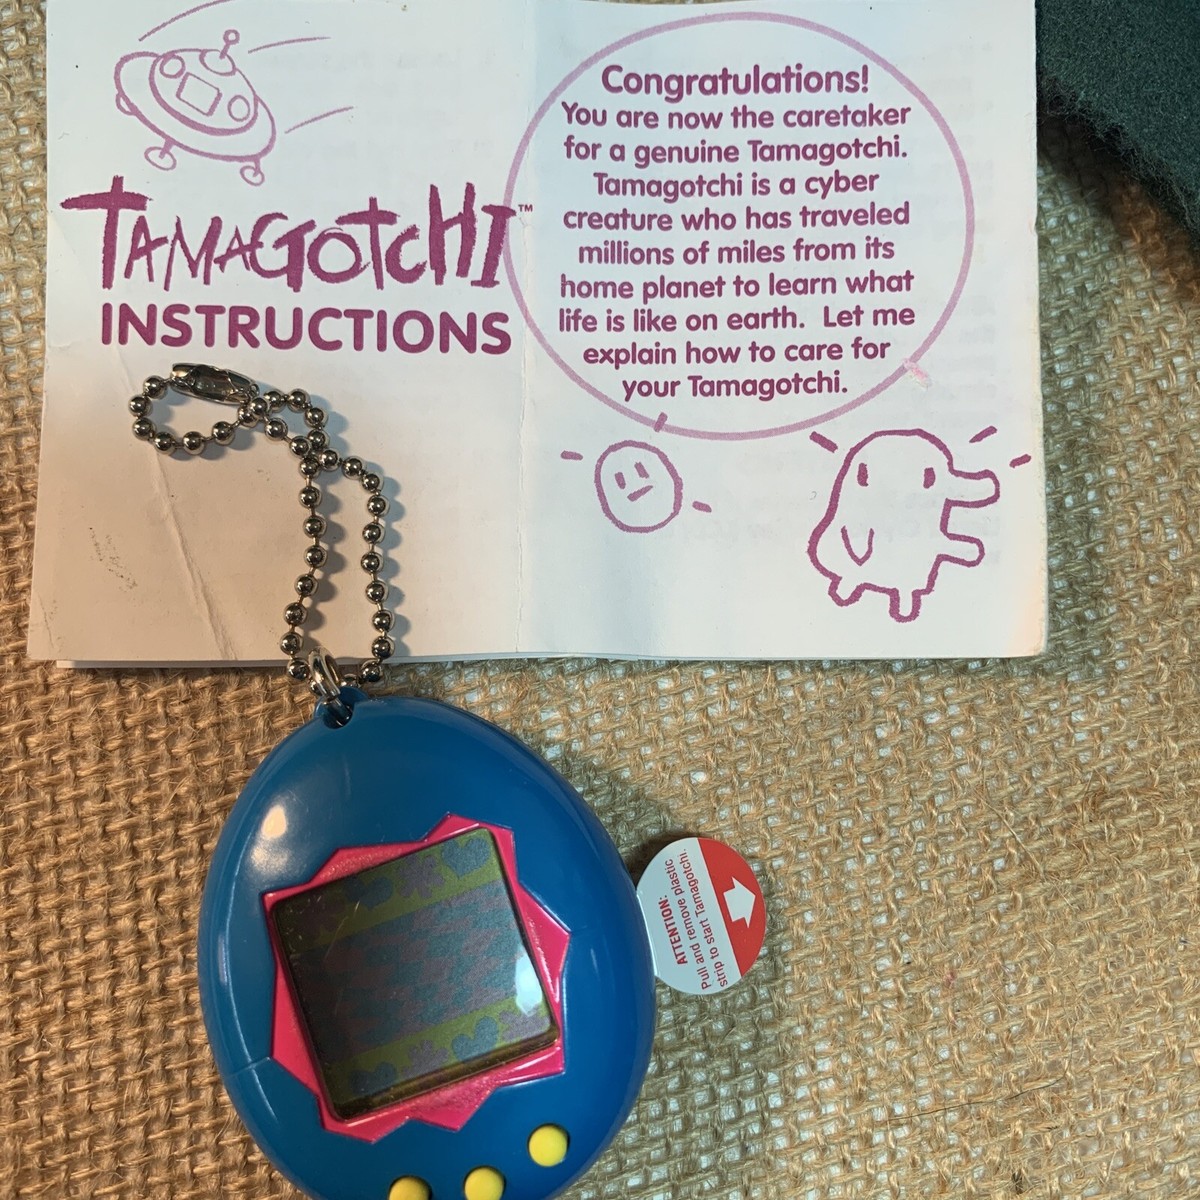 TAMAGOTCHI™
INSTRUCTIONS
Congratulations!
You are now the caretaker
for a genuine Tamagotchi.
Tamagotchi is a cyber
creature who has traveled
millions of miles from its
home planet to learn what
life is like on earth. Let me
explain how to care for
your Tamagotchi.
ATTENTION:
Pull and remove plastic
strip to start Tamagotchi.